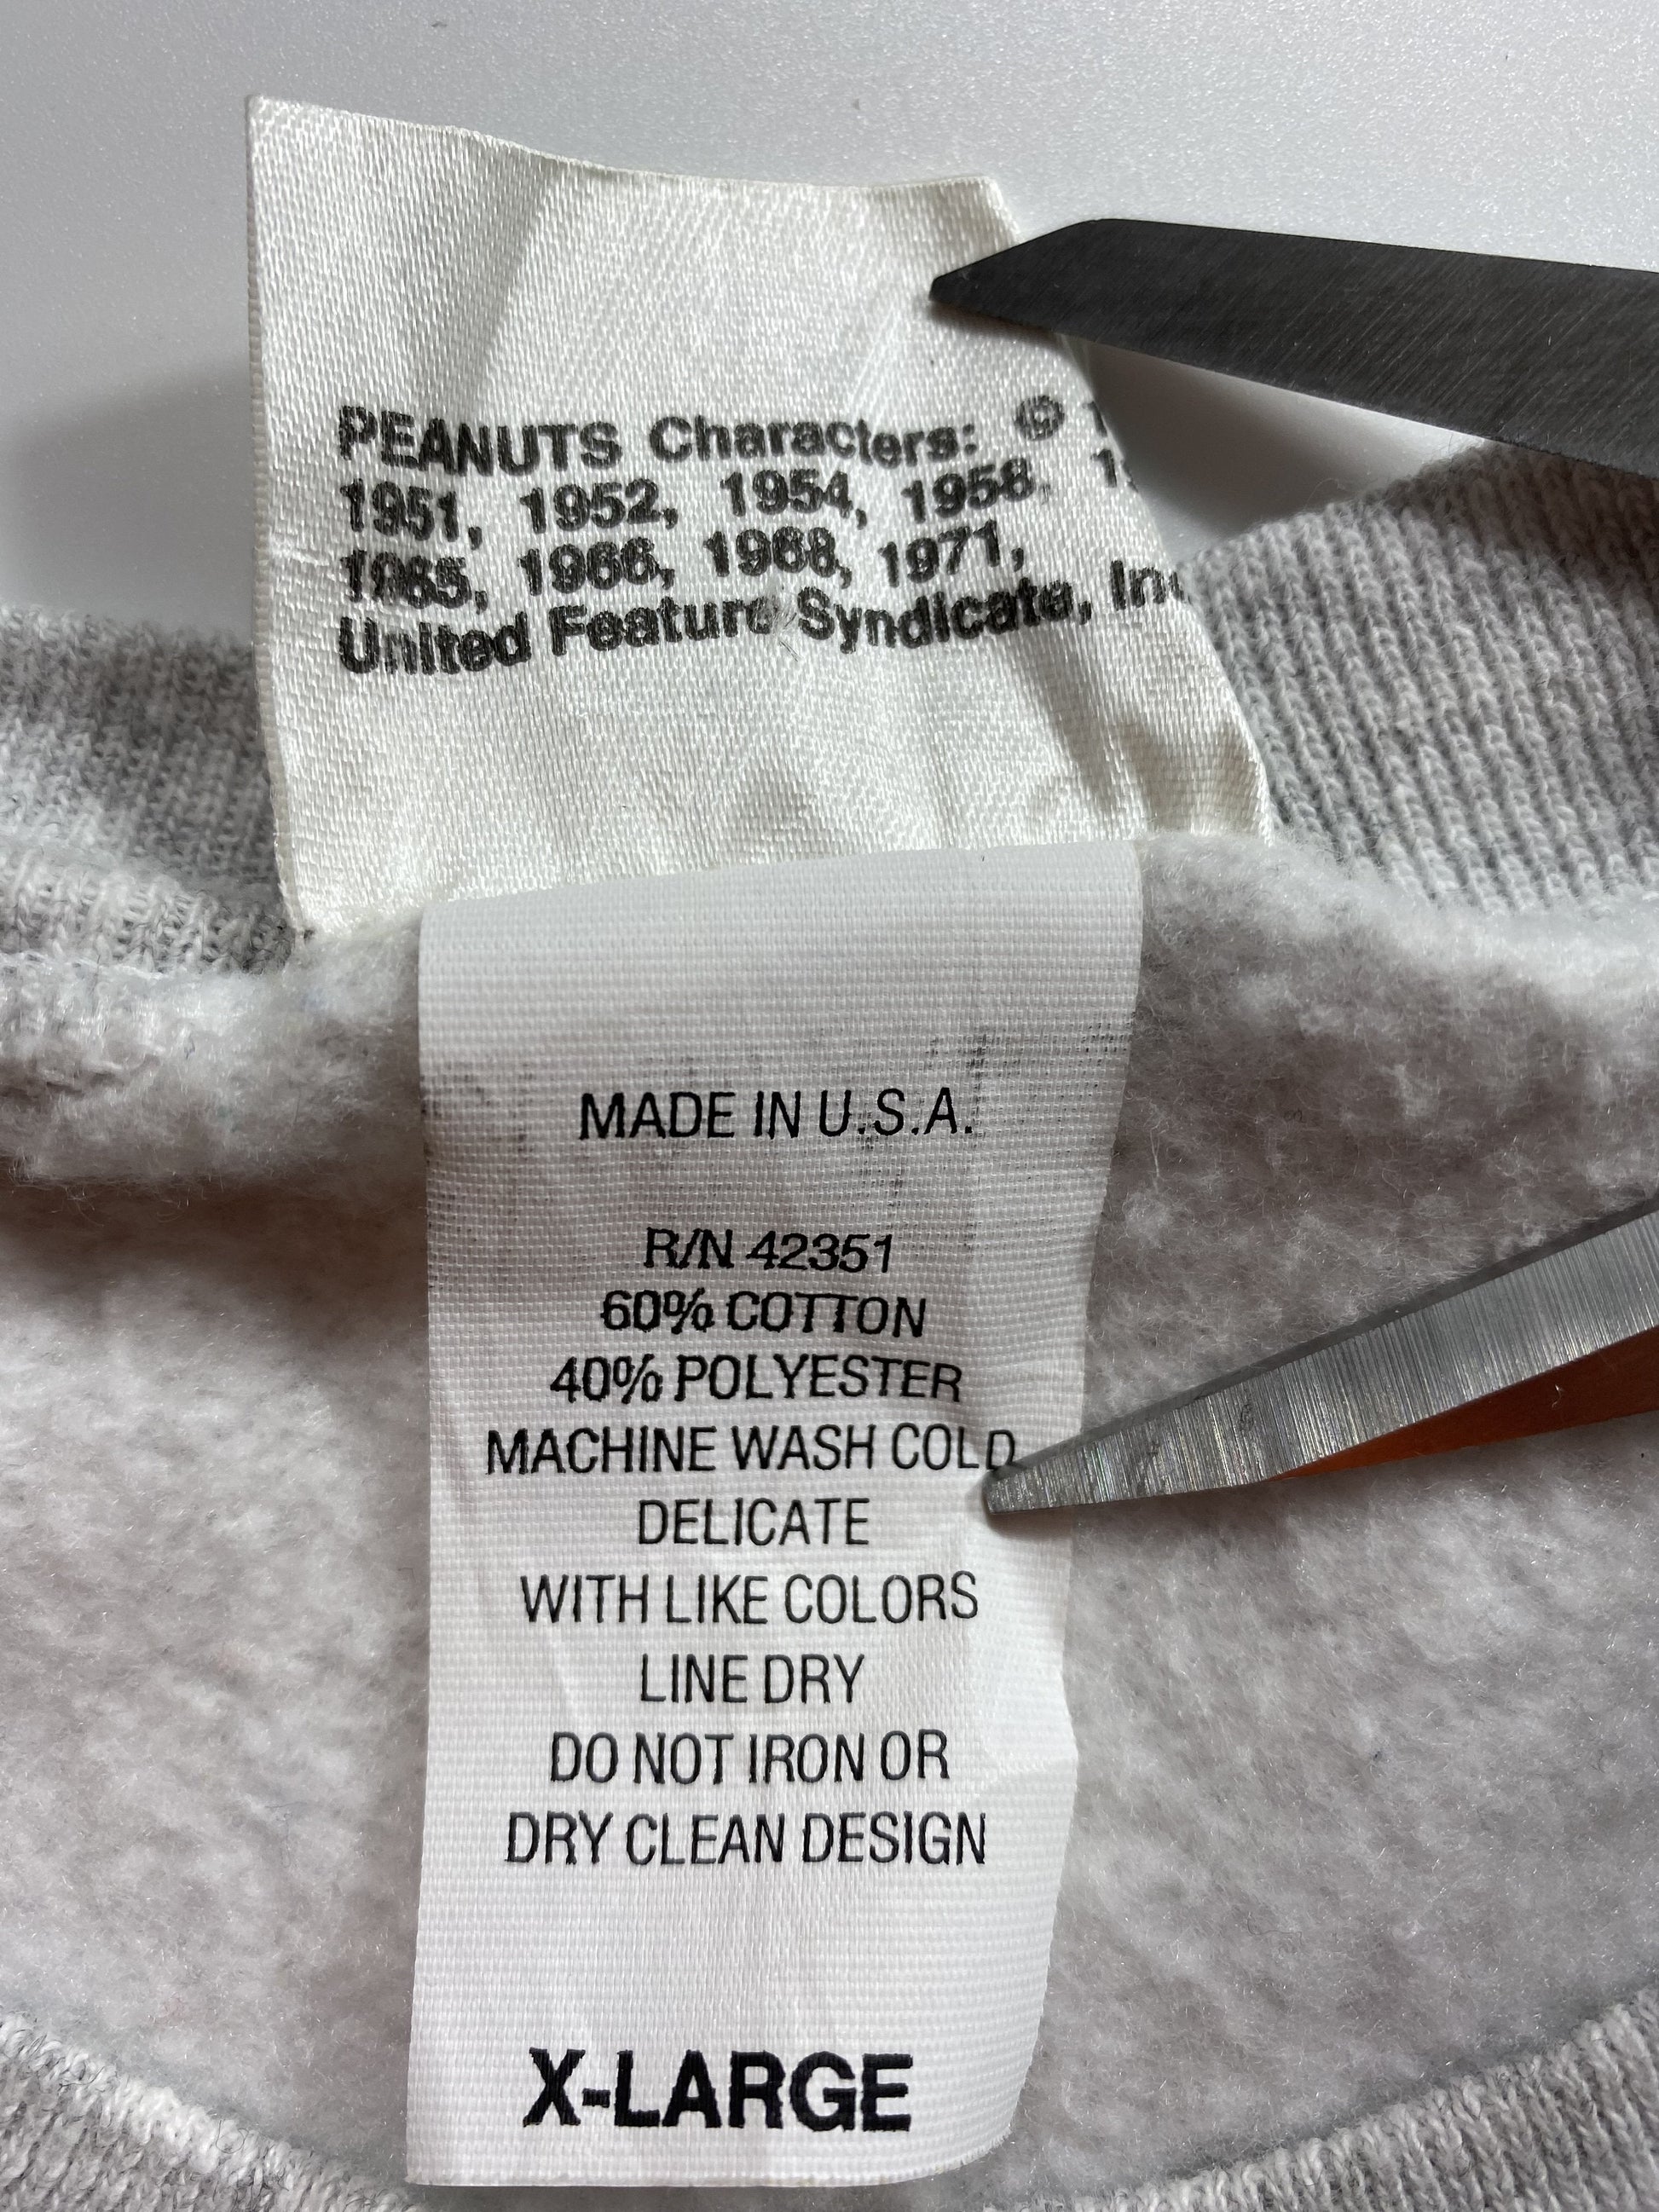 PEANUTS Characters: ©
1951, 1952, 1954, 1958,
1965, 1966, 1968, 1971,
United Feature Syndicate,
MADE IN U.S.A.
R/N 42351
60% COTTON
40% POLYESTER
MACHINE WASH COLD
DELICATE
WITH LIKE COLORS
LINE DRY
DO NOT IRON OR
DRY CLEAN DESIGN
X-LARGE